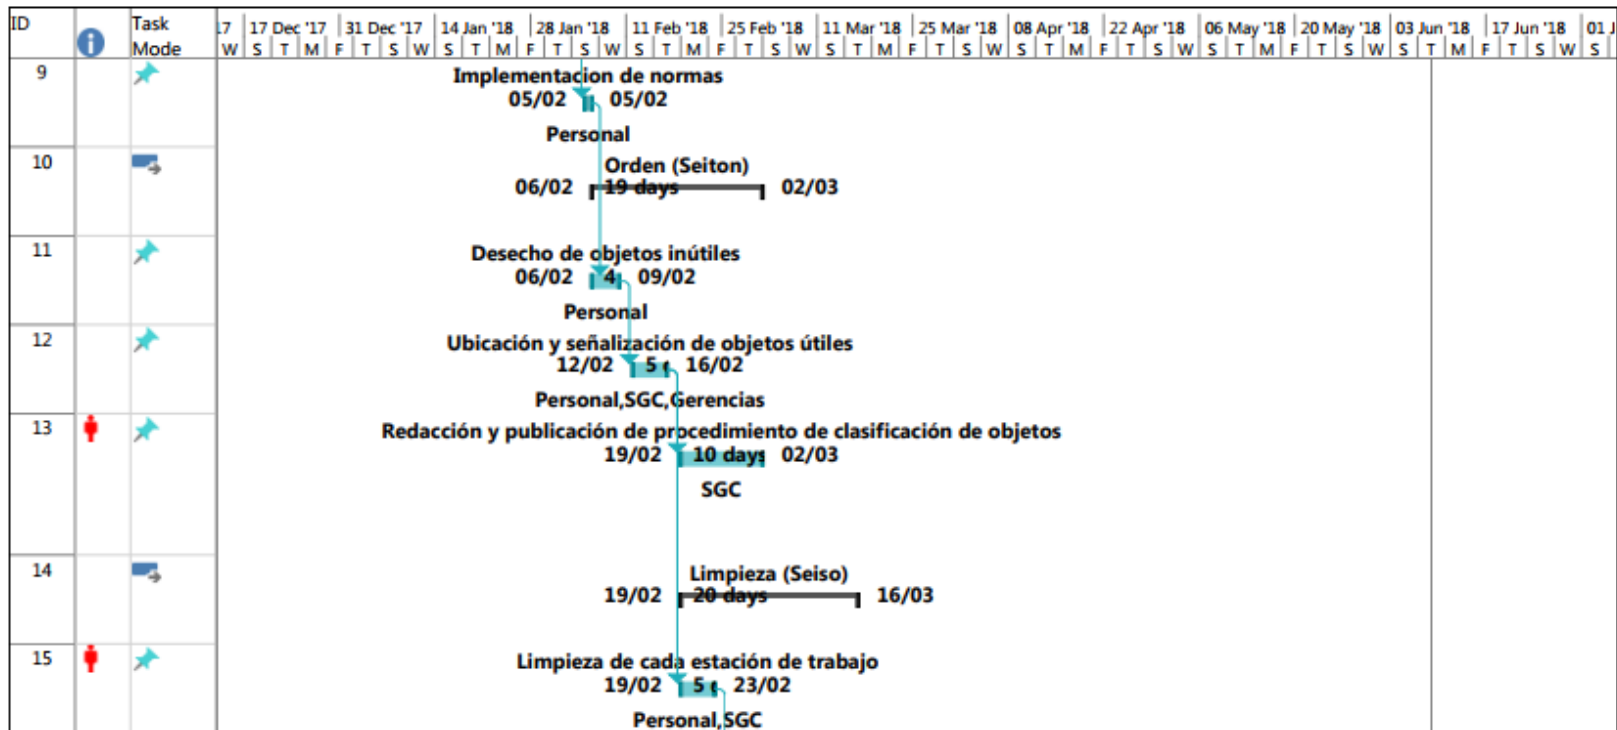 ID Task Mode 17 17 Dec '17 31 Dec '17 14 Jan '18 28 Jan '18 11 Feb '18 25 Feb '18 11 Mar '18 25 Mar '18 08 Apr '18 22 Apr '18 06 May '18 20 May '18 03 Jun '18 17 Jun '18 01 J
W S T M F T S W S T M F T S W S T M F T S W S T M F T S W S T M F T S W S T M F T S W S T M F T S W S T M F T S W S
9 Implementacion de normas
05/02 05/02
Personal
10 Orden (Seiton)
06/02 19 days 02/03
11 Desecho de objetos inútiles
06/02 4 09/02
Personal
12 Ubicación y señalización de objetos útiles
12/02 5 16/02
Personal,SGC,Gerencias
13 Redacción y publicación de procedimiento de clasificación de objetos
19/02 10 days 02/03
SGC
14 Limpieza (Seiso)
19/02 20 days 16/03
15 Limpieza de cada estación de trabajo
19/02 5 23/02
Personal,SGC